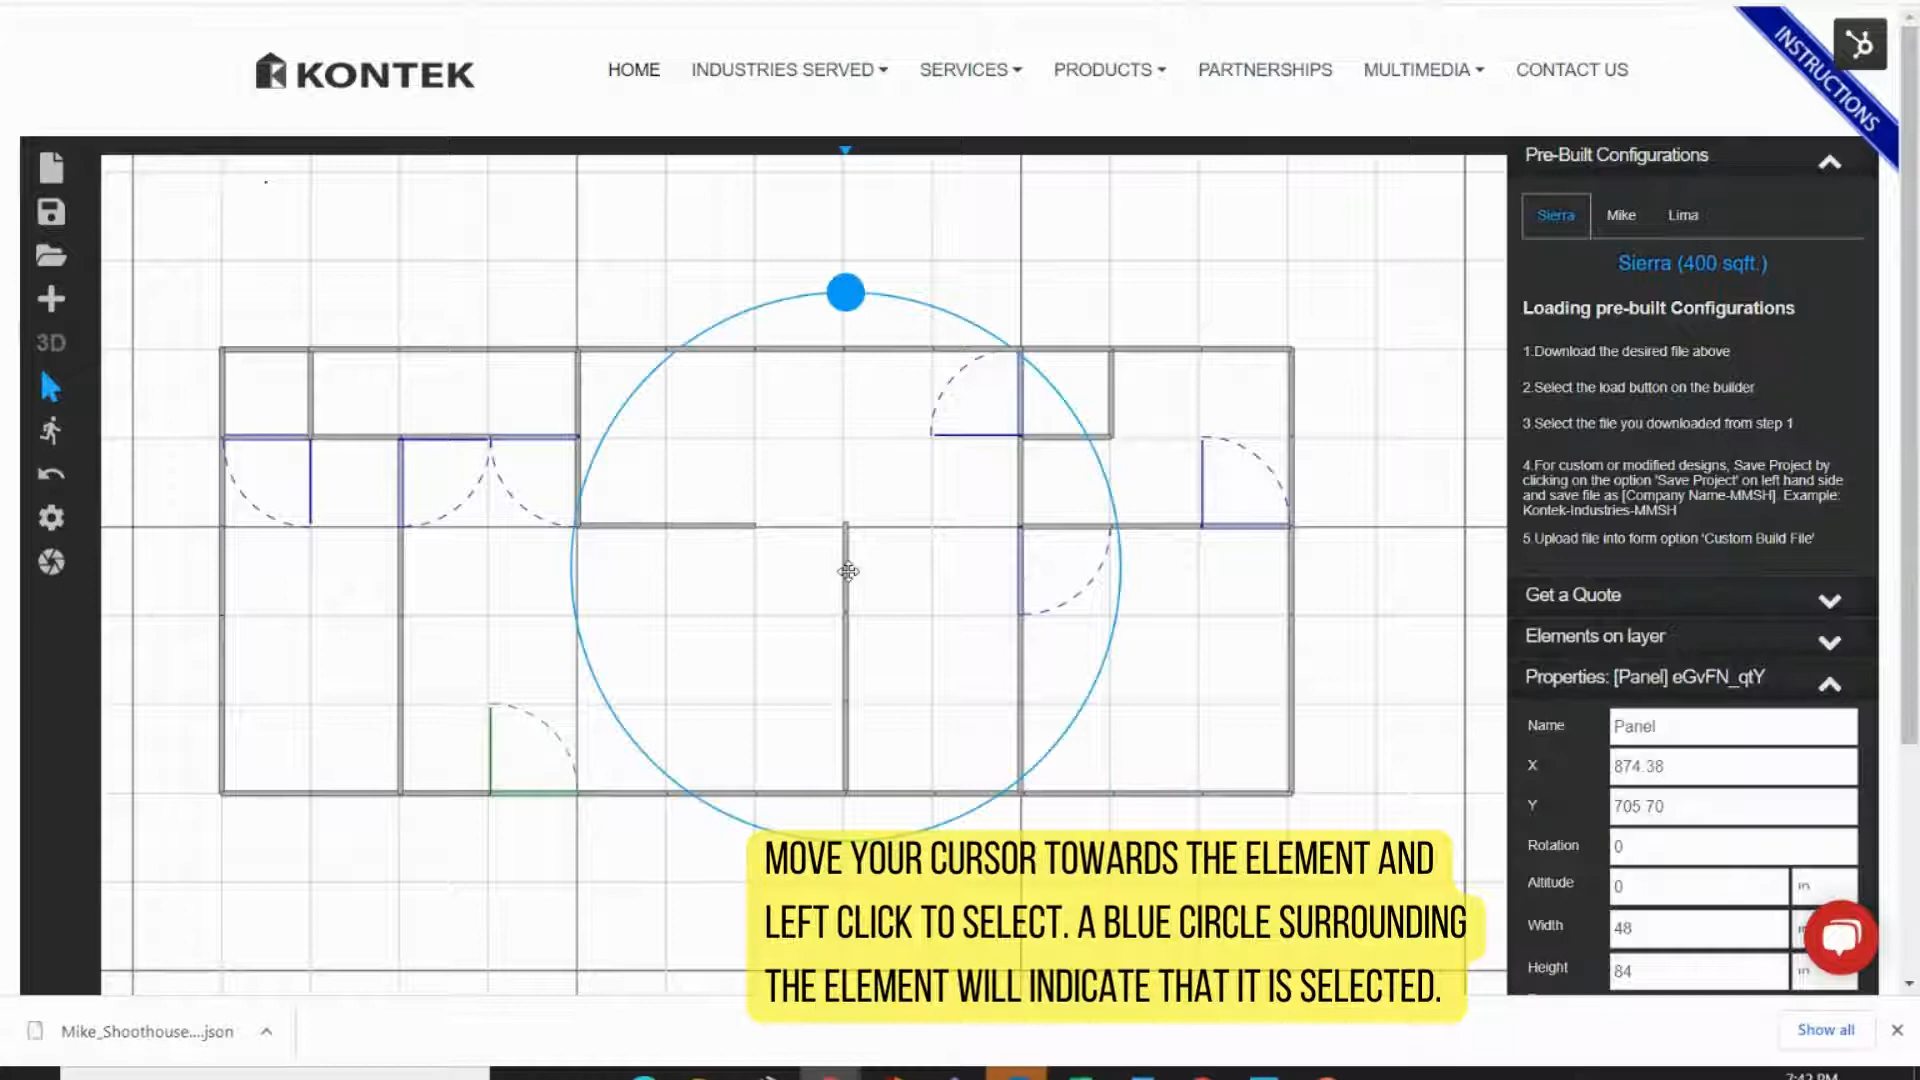 KONTEK
HOME INDUSTRIES SERVED SERVICES PRODUCTS PARTNERSHIPS MULTIMEDIA CONTACT US
INSTRUCTIONS
3D
Pre-Built Configurations
Sierra Mike Lima
Sierra (400 sqft.)
Loading pre-built Configurations
1.Download the desired file above
2.Select the load button on the builder
3.Select the file you downloaded from step 1
4.For custom or modified designs, Save Project by
clicking on the option 'Save Project' on left hand side
and save file as [Company Name-MMSH]. Example:
Kontek-Industries-MMSH
5.Upload file into form option 'Custom Build File'
Get a Quote
Elements on layer
Properties: [Panel] eGvFN_qtY
Name Panel
X 874.38
Y 705.70
Rotation 0
Altitude 0 in
Width 48
Height 84 in
MOVE YOUR CURSOR TOWARDS THE ELEMENT AND
LEFT CLICK TO SELECT. A BLUE CIRCLE SURROUNDING
THE ELEMENT WILL INDICATE THAT IT IS SELECTED.
Mike_Shoothouse....json
Show all
7:42 PM